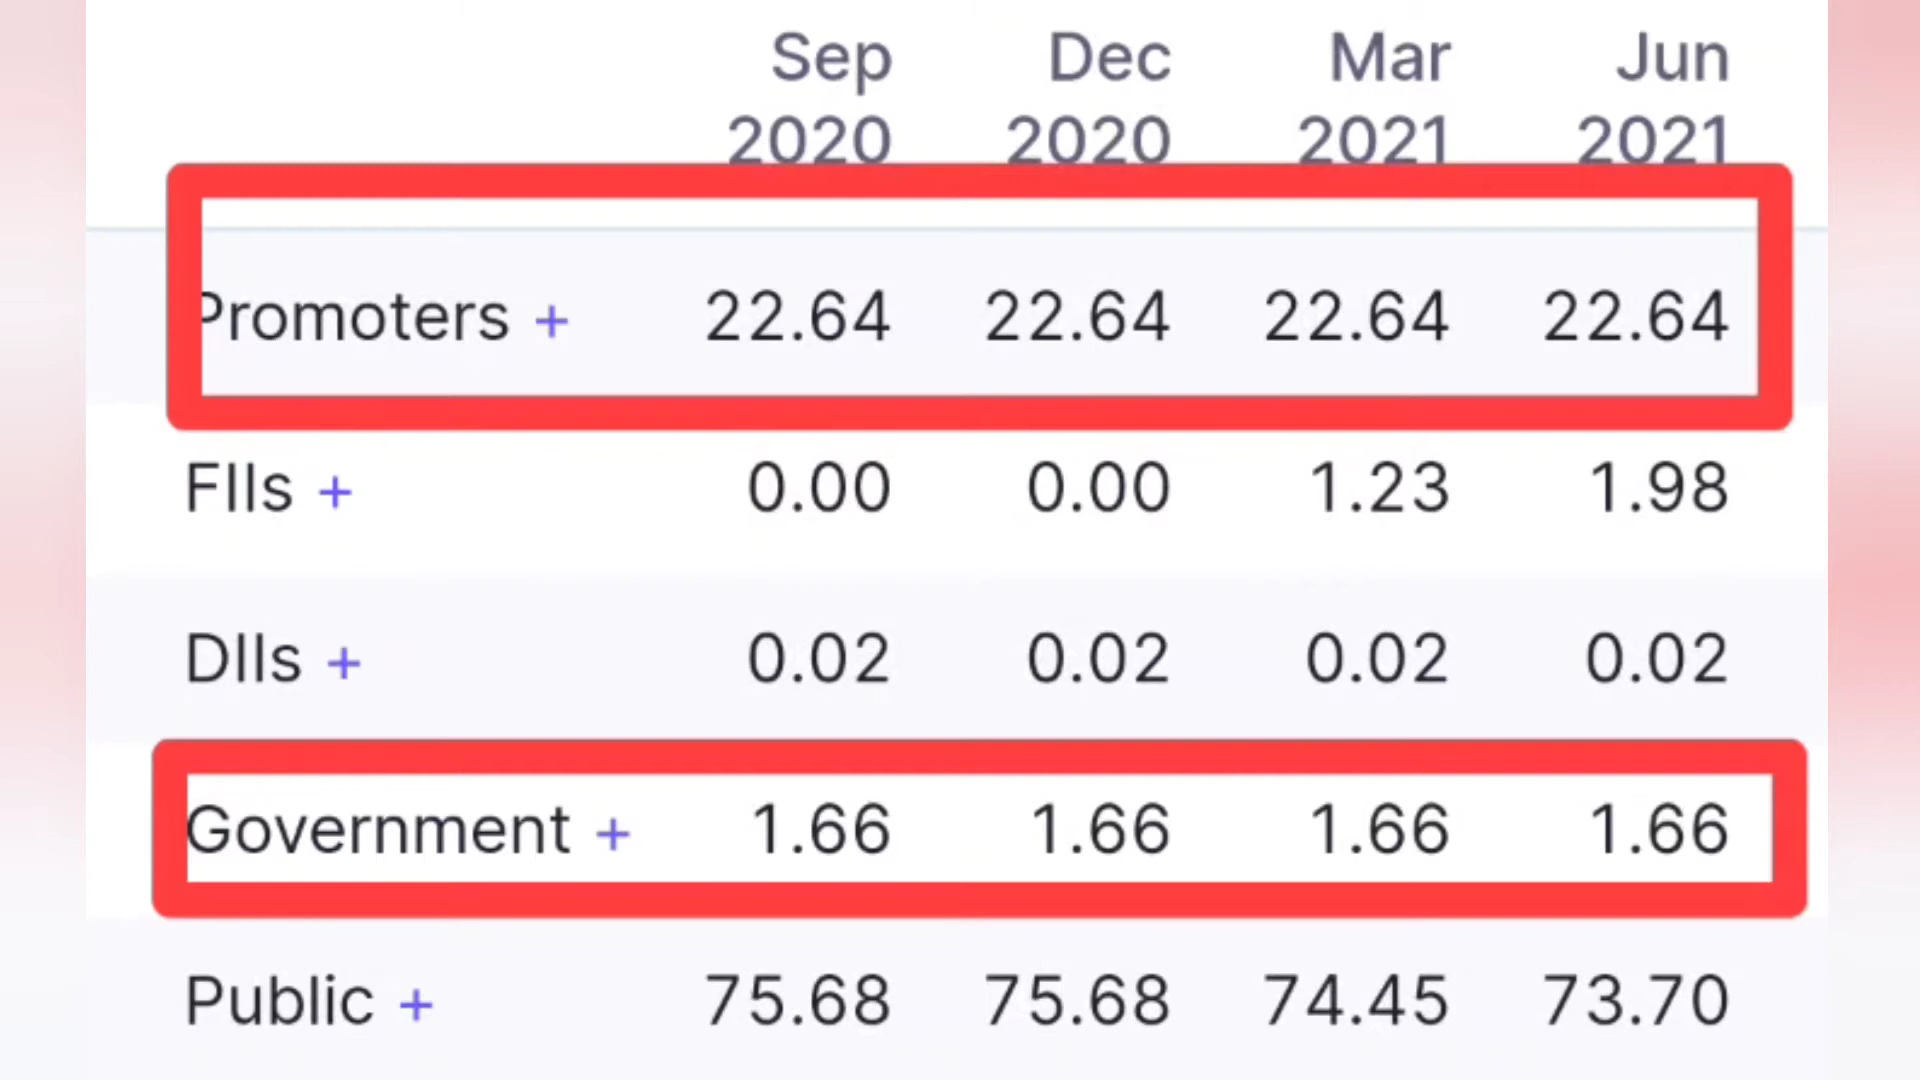 Sep Dec Mar Jun
2020 2020 2021 2021
Promoters + 22.64 22.64 22.64 22.64
FIIs + 0.00 0.00 1.23 1.98
DIIs + 0.02 0.02 0.02 0.02
Government + 1.66 1.66 1.66 1.66
Public + 75.68 75.68 74.45 73.70